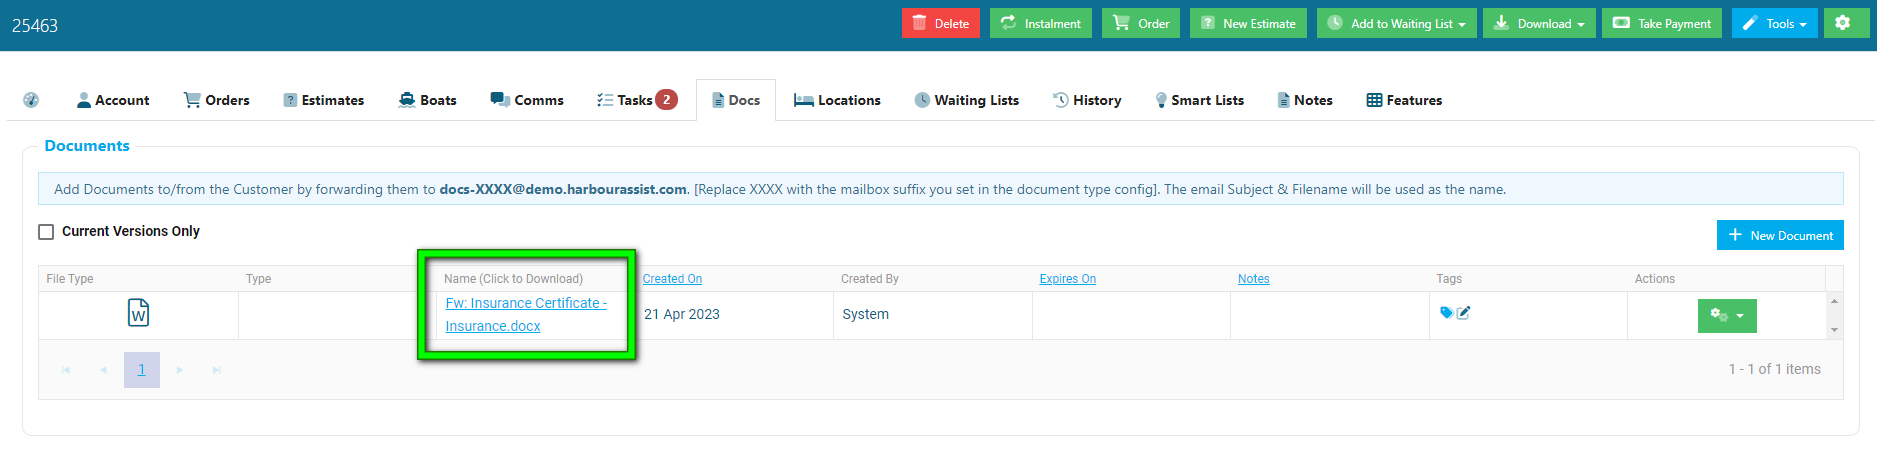 25463
Delete
Instalment
Order
New Estimate
Add to Waiting List
Download
Take Payment
Tools
Account
Orders
Estimates
Boats
Comms
Tasks 2
Docs
Locations
Waiting Lists
History
Smart Lists
Notes
Features
Documents
Add Documents to/from the Customer by forwarding them to docs-XXXX@demo.harbourassist.com. [Replace XXXX with the mailbox suffix you set in the document type config]. The email Subject & Filename will be used as the name.
Current Versions Only
New Document
File Type
Type
Name (Click to Download)
Created On
Created By
Expires On
Notes
Tags
Actions
W
Fw: Insurance Certificate -
Insurance.docx
21 Apr 2023
System
1
1 - 1 of 1 items